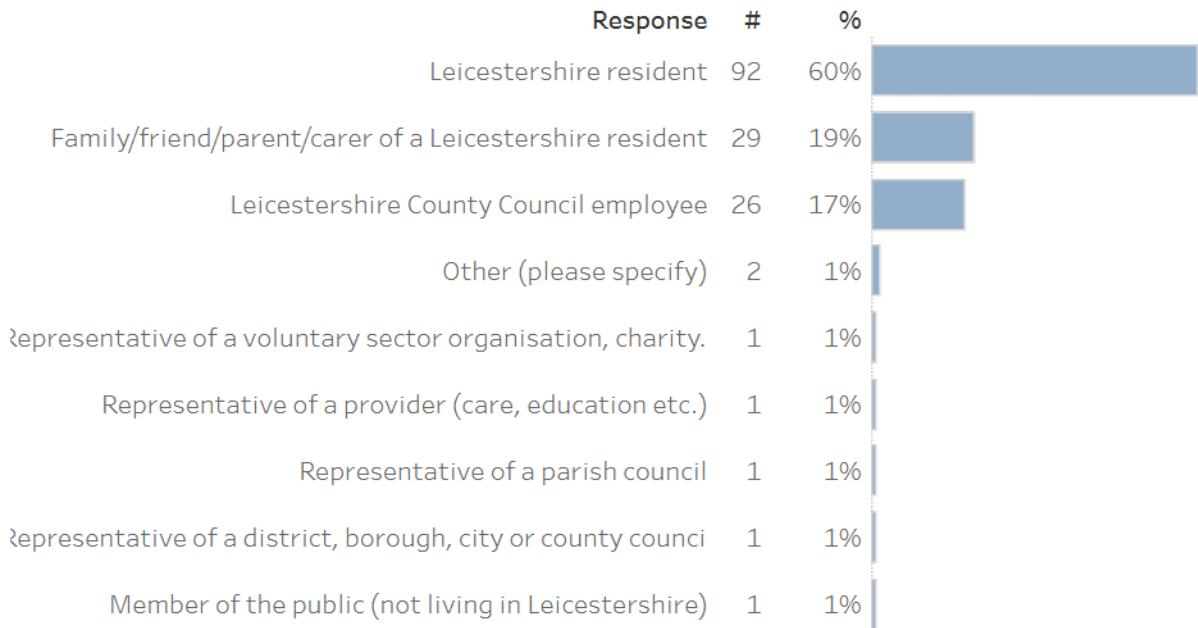 Response # %
Leicestershire resident 92 60%
Family/friend/parent/carer of a Leicestershire resident 29 19%
Leicestershire County Council employee 26 17%
Other (please specify) 2 1%
Representative of a voluntary sector organisation, charity. 1 1%
Representative of a provider (care, education etc.) 1 1%
Representative of a parish council 1 1%
Representative of a district, borough, city or county counci 1 1%
Member of the public (not living in Leicestershire) 1 1%